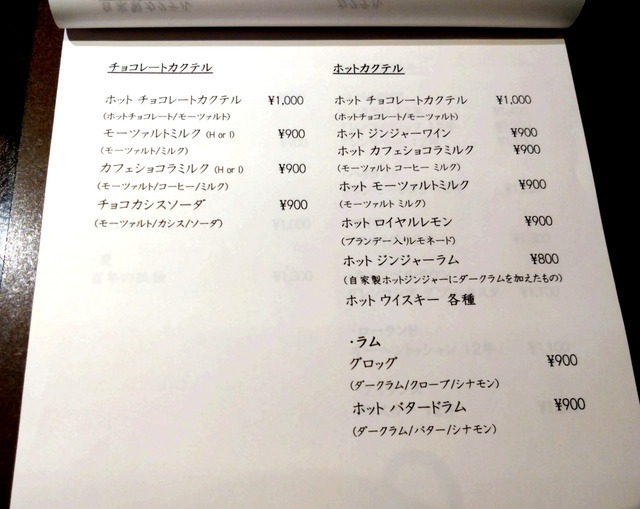 チョコレートカクテル
ホット チョコレートカクテル ¥1,000
(ホットチョコレート/モーツァルト)
モーツァルトミルク (H or I) ¥900
(モーツァルト/ミルク)
カフェショコラミルク (H or I) ¥900
(モーツァルト/コーヒー/ミルク)
チョコカシスソーダ ¥900
(モーツァルト/カシス/ソーダ)
ホットカクテル
ホット チョコレートカクテル ¥1,000
(ホットチョコレート/モーツァルト)
ホット ジンジャーワイン ¥900
ホット カフェショコラミルク ¥900
(モーツァルト コーヒー ミルク)
ホット モーツァルトミルク ¥900
(モーツァルト ミルク)
ホット ロイヤルレモン ¥900
(ブランデー入りレモネード)
ホット ジンジャーラム ¥800
(自家製ホットジンジャーにダークラムを加えたもの)
ホット ウイスキー 各種
・ラム
グロッグ ¥900
(ダークラム/クローブ/シナモン)
ホット バタードラム ¥900
(ダークラム/バター/シナモン)